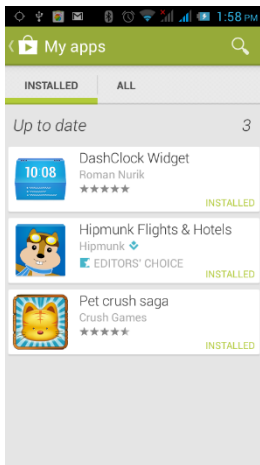 1:58 PM
My apps
INSTALLED ALL
Up to date 3
10:08
DashClock Widget
Roman Nurik
INSTALLED
Hipmunk Flights & Hotels
Hipmunk
EDITORS' CHOICE
INSTALLED
Pet crush saga
Crush Games
INSTALLED